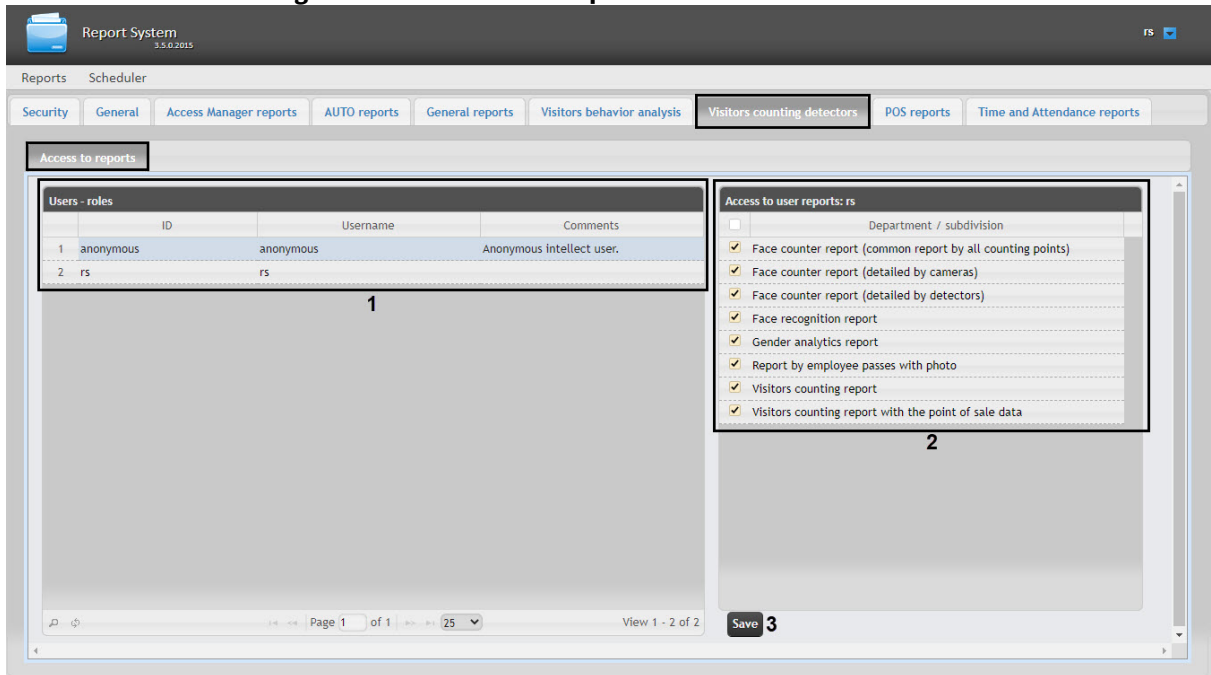 Report System
3.5.0.2015
rs
Reports Scheduler
Security General Access Manager reports AUTO reports General reports Visitors behavior analysis Visitors counting detectors POS reports Time and Attendance reports
Access to reports
Users - roles
ID Username Comments
1 anonymous anonymous Anonymous intellect user.
2 rs rs
1
Access to user reports: rs
Department / subdivision
Face counter report (common report by all counting points)
Face counter report (detailed by cameras)
Face counter report (detailed by detectors)
Face recognition report
Gender analytics report
Report by employee passes with photo
Visitors counting report
Visitors counting report with the point of sale data
2
Page 1 of 1 25 View 1 - 2 of 2
Save 3